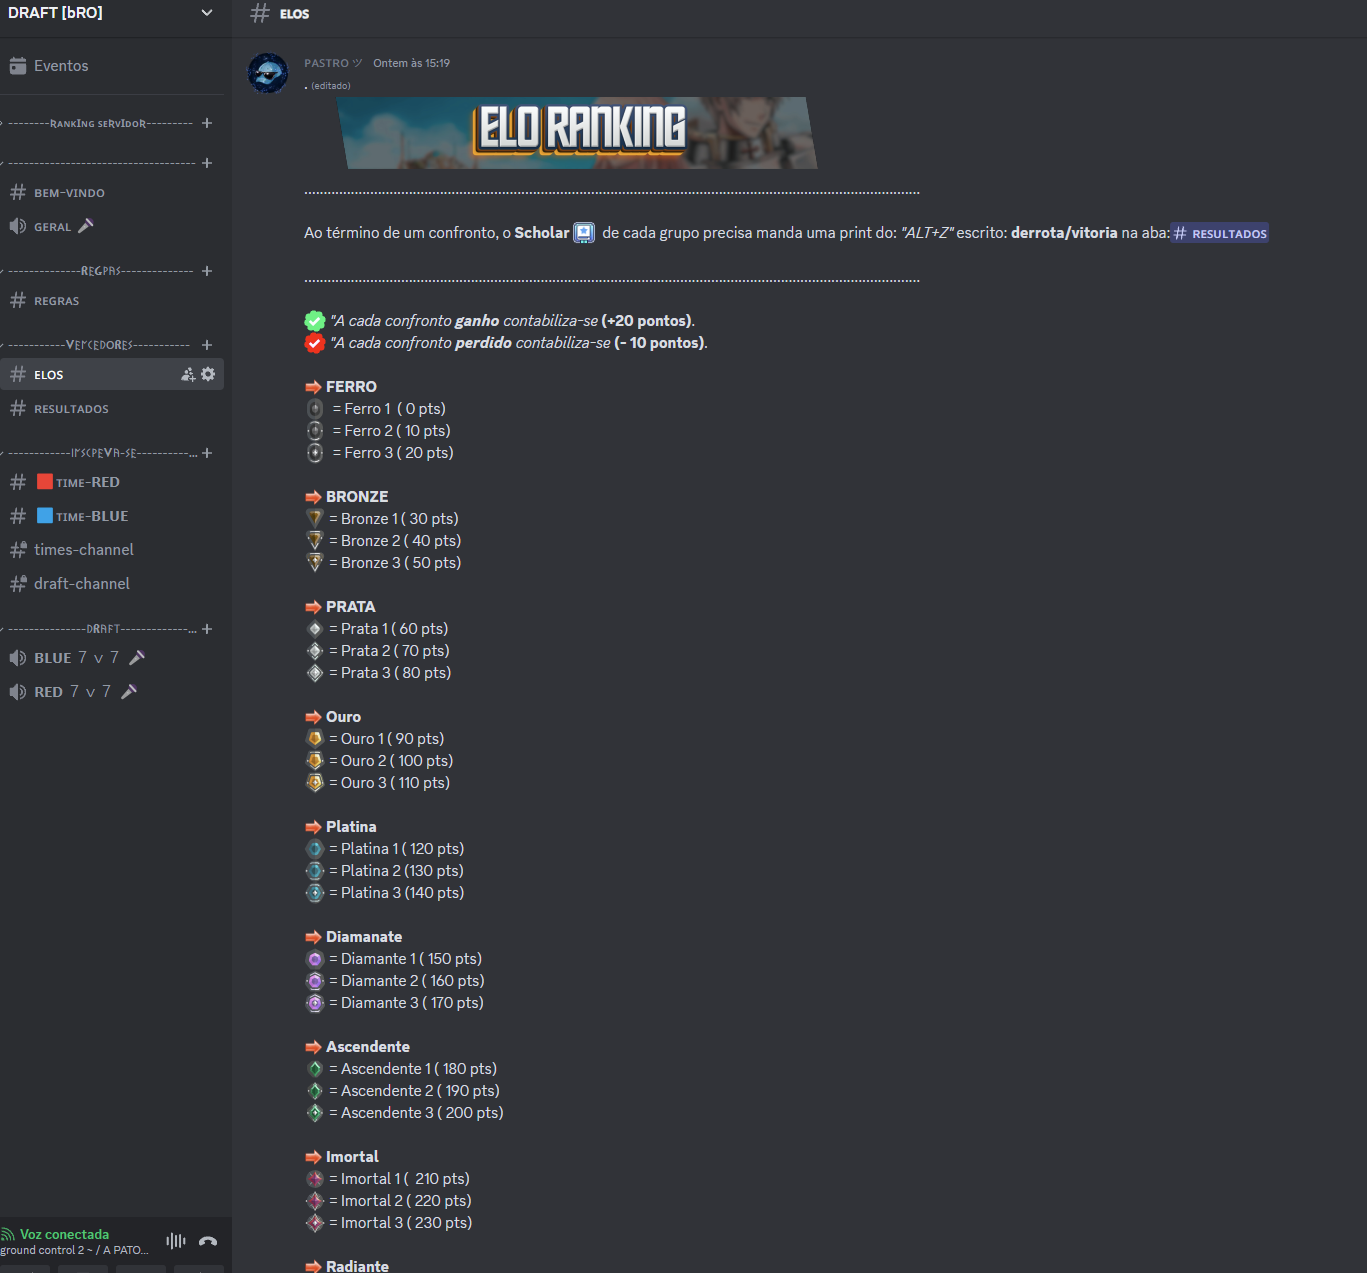 DRAFT [bRO]
Eventos
--------RᴀɴᴋIɴɢ sᴇRᴠIᴅᴏR---------
--------------------------------
BEM-VINDO
GERAL
REGRAS
ELOS
RESULTADOS
TIME-RED
TIME-BLUE
times-channel
draft-channel
BLUE 7 v 7
RED 7 v 7
Voz conectada
ground control 2 ~ / A PATO...
ELOS
PASTRO ツ Ontem às 15:19
. (editado)
ELO RANKING
Ao término de um confronto, o Scholar de cada grupo precisa manda uma print do: "ALT+Z" escrito: derrota/vitoria na aba: # RESULTADOS
"A cada confronto ganho contabiliza-se (+20 pontos).
"A cada confronto perdido contabiliza-se (- 10 pontos).
FERRO
= Ferro 1 ( 0 pts)
= Ferro 2 ( 10 pts)
= Ferro 3 ( 20 pts)
BRONZE
= Bronze 1 ( 30 pts)
= Bronze 2 ( 40 pts)
= Bronze 3 ( 50 pts)
PRATA
= Prata 1 ( 60 pts)
= Prata 2 ( 70 pts)
= Prata 3 ( 80 pts)
Ouro
= Ouro 1 ( 90 pts)
= Ouro 2 ( 100 pts)
= Ouro 3 ( 110 pts)
Platina
= Platina 1 ( 120 pts)
= Platina 2 (130 pts)
= Platina 3 (140 pts)
Diamanate
= Diamante 1 ( 150 pts)
= Diamante 2 ( 160 pts)
= Diamante 3 ( 170 pts)
Ascendente
= Ascendente 1 ( 180 pts)
= Ascendente 2 ( 190 pts)
= Ascendente 3 ( 200 pts)
Imortal
= Imortal 1 ( 210 pts)
= Imortal 2 ( 220 pts)
= Imortal 3 ( 230 pts)
Radiante